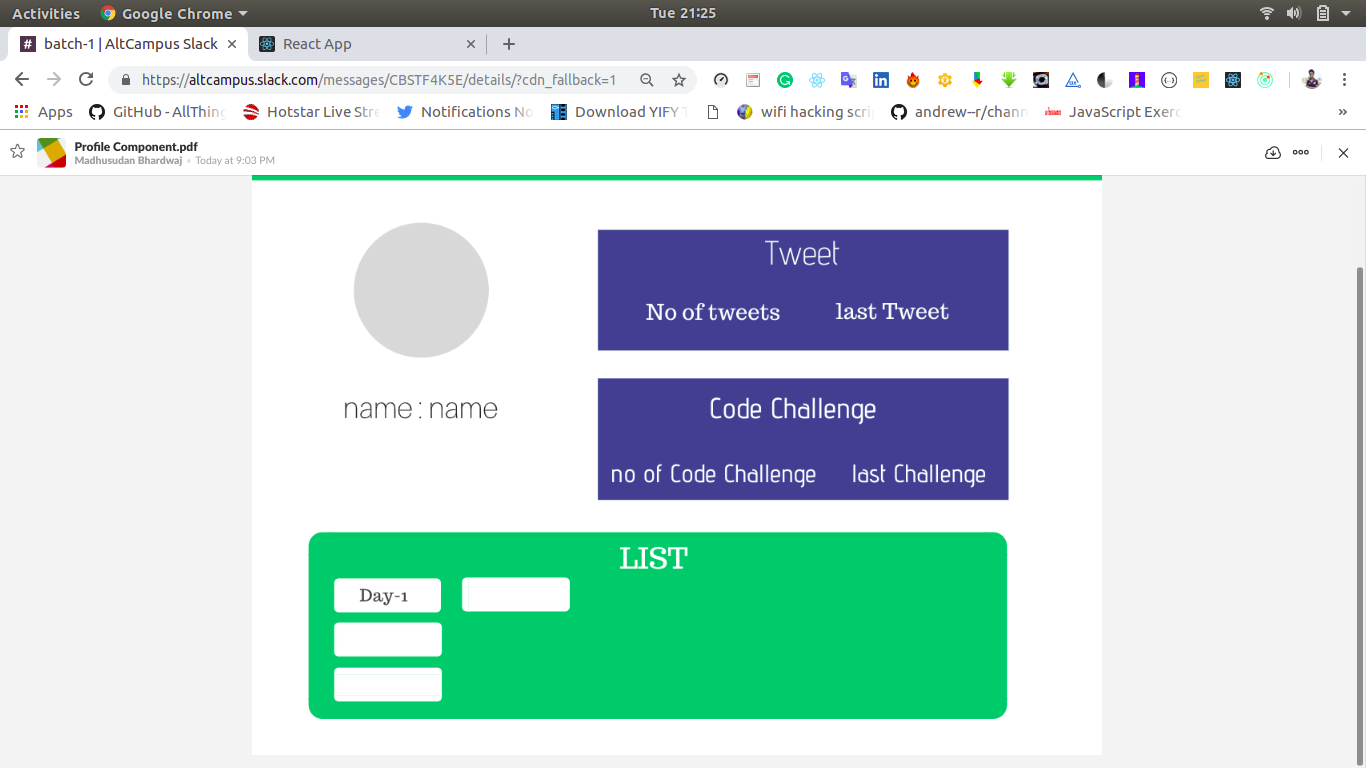 Activities Google Chrome Tue 21:25
batch-1 | AltCampus Slack React App
https://altcampus.slack.com/messages/CBSTF4K5E/details/?cdn_fallback=1
Apps GitHub - AllThing Hotstar Live Stre Notifications No Download YIFY T wifi hacking scri andrew--r/chann JavaScript Exerc »
Profile Component.pdf
Madhusudan Bhardwaj • Today at 9:03 PM
Tweet
No of tweets last Tweet
name : name
Code Challenge
no of Code Challenge last Challenge
LIST
Day-1